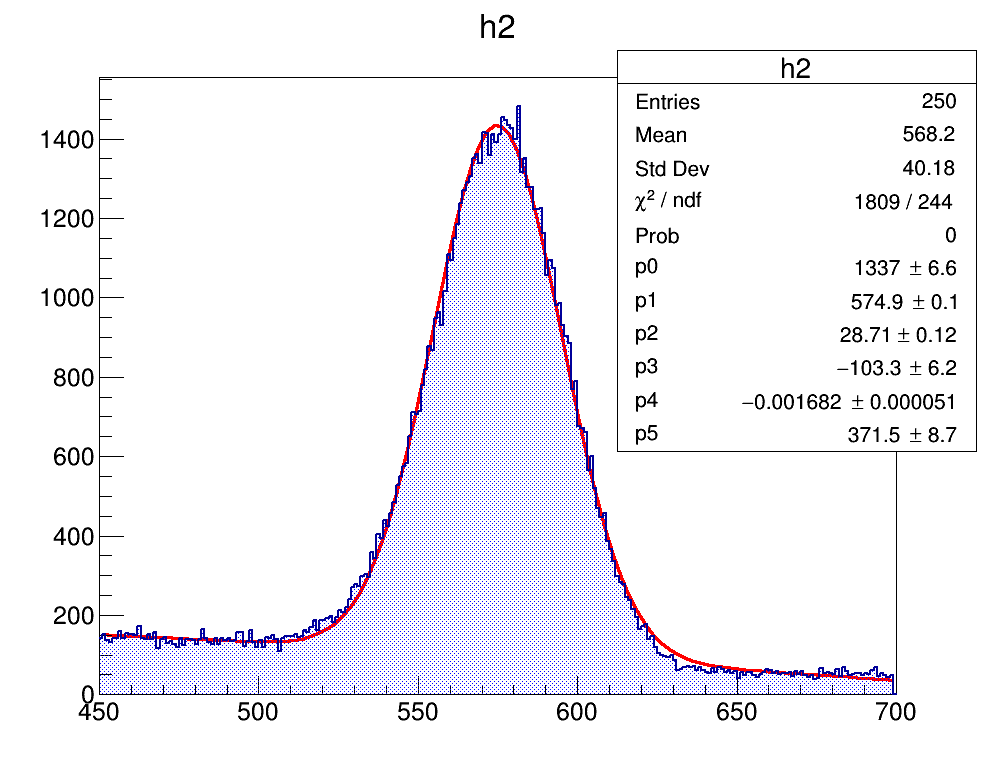 h2
h2
Entries 250
Mean 568.2
Std Dev 40.18
χ² / ndf 1809 / 244
Prob 0
p0 1337 ± 6.6
p1 574.9 ± 0.1
p2 28.71 ± 0.12
p3 −103.3 ± 6.2
p4 −0.001682 ± 0.000051
p5 371.5 ± 8.7
1400
1200
1000
800
600
400
200
0
450 500 550 600 650 700